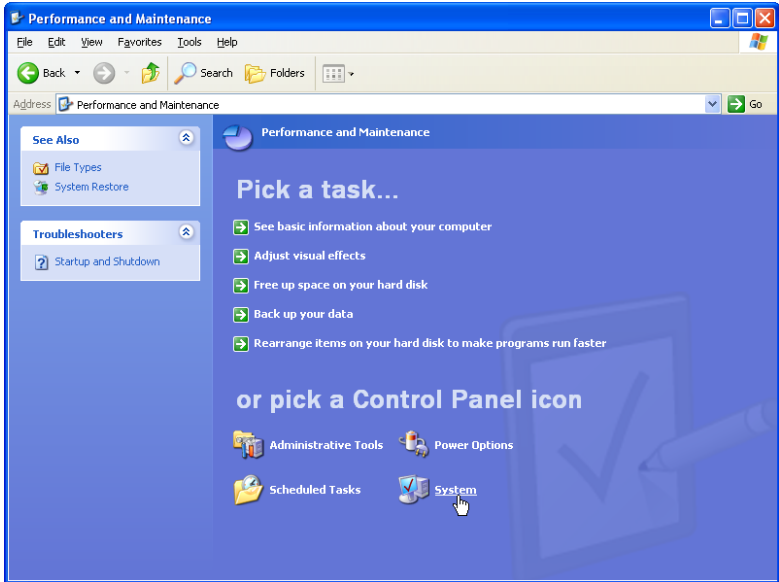 Performance and Maintenance
File Edit View Favorites Tools Help
Back Search Folders
Address Performance and Maintenance Go
See Also
File Types
System Restore
Troubleshooters
Startup and Shutdown
Performance and Maintenance
Pick a task...
See basic information about your computer
Adjust visual effects
Free up space on your hard disk
Back up your data
Rearrange items on your hard disk to make programs run faster
or pick a Control Panel icon
Administrative Tools Power Options
Scheduled Tasks System